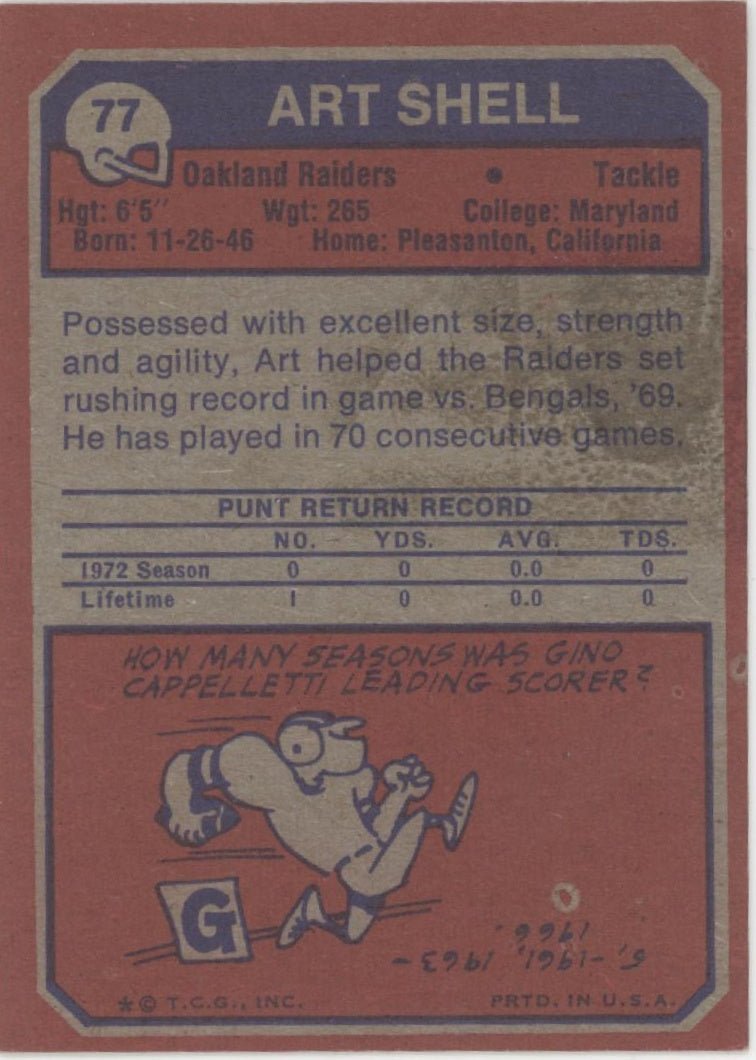 77
ART SHELL
Oakland Raiders • Tackle
Hgt: 6'5" Wgt: 265 College: Maryland
Born: 11-26-46 Home: Pleasanton, California
Possessed with excellent size, strength
and agility, Art helped the Raiders set
rushing record in game vs. Bengals, '69.
He has played in 70 consecutive games.
PUNT RETURN RECORD
NO. YDS. AVG. TDS.
1972 Season 0 0 0.0 0
Lifetime 1 0 0.0 0
HOW MANY SEASONS WAS GINO
CAPPELLETTI LEADING SCORER?
G
5, -1961, 1963-
1966.
*© T.C.G., INC. PRTD. IN U.S.A.